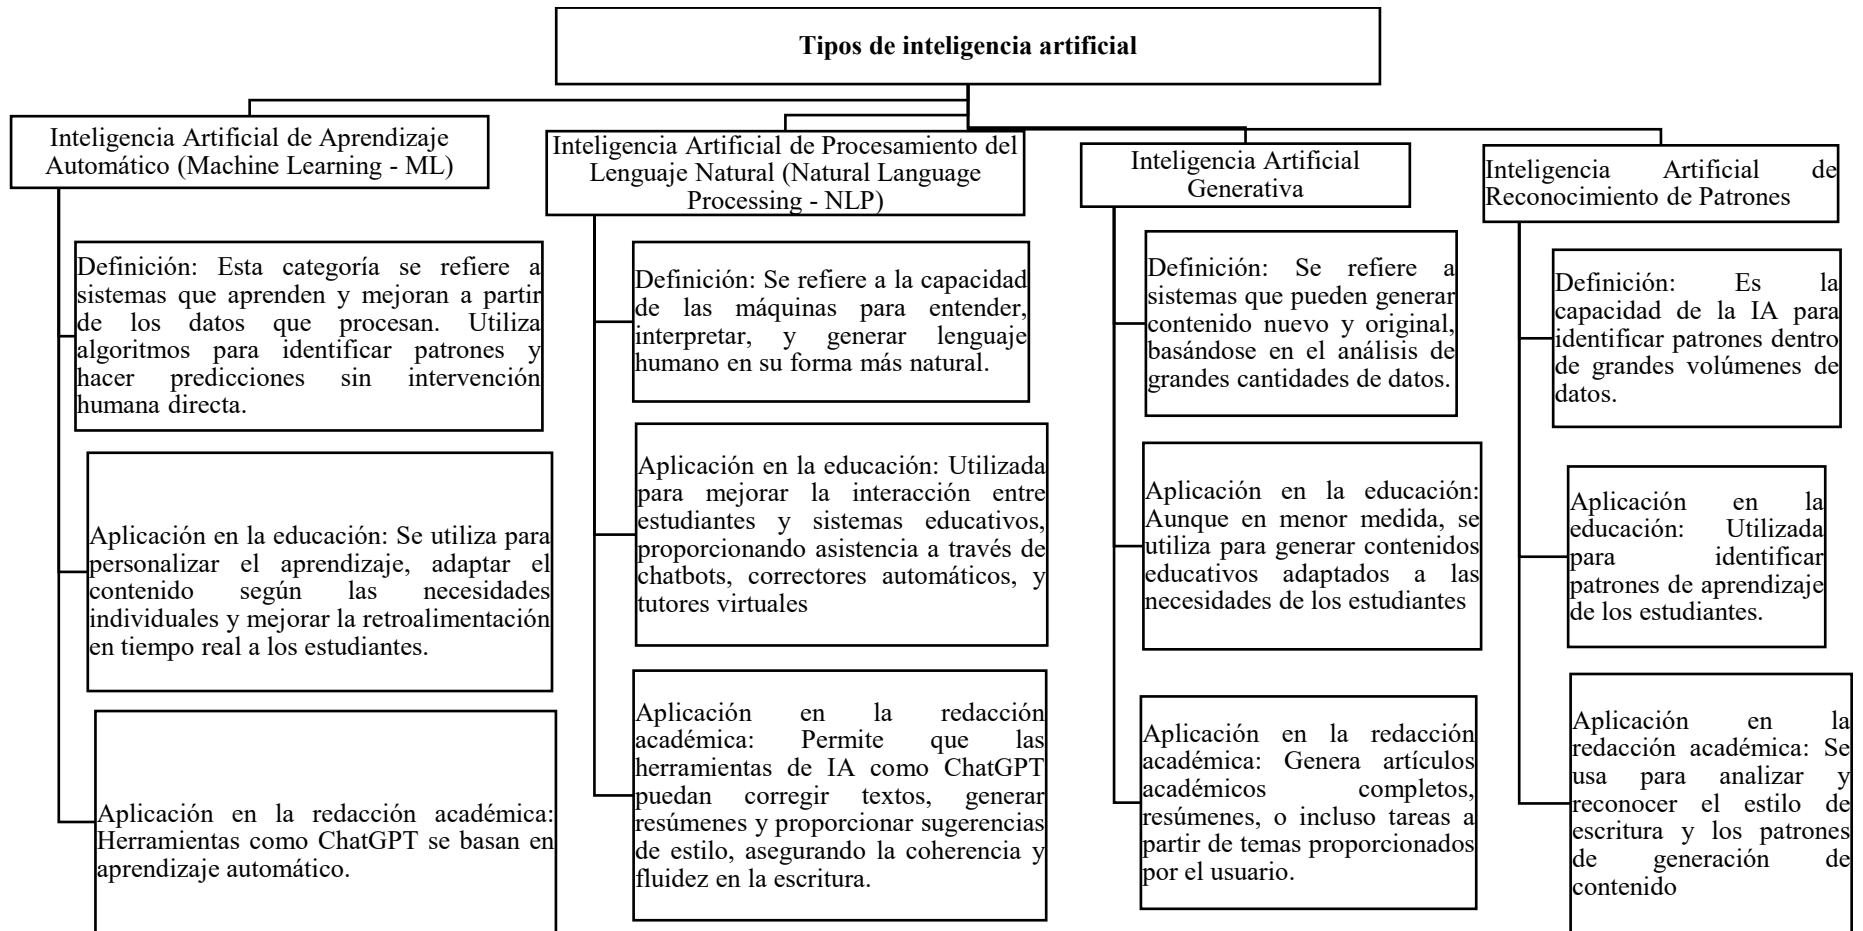 Tipos de inteligencia artificial
Inteligencia Artificial de Aprendizaje
Automático (Machine Learning - ML)
Definición: Esta categoría se refiere a
sistemas que aprenden y mejoran a partir
de los datos que procesan. Utiliza
algoritmos para identificar patrones y
hacer predicciones sin intervención
humana directa.
Aplicación en la educación: Se utiliza para
personalizar el aprendizaje, adaptar el
contenido según las necesidades
individuales y mejorar la retroalimentación
en tiempo real a los estudiantes.
Aplicación en la redacción académica:
Herramientas como ChatGPT se basan en
aprendizaje automático.
Inteligencia Artificial de Procesamiento del
Lenguaje Natural (Natural Language
Processing - NLP)
Definición: Se refiere a la capacidad
de las máquinas para entender,
interpretar, y generar lenguaje
humano en su forma más natural.
Aplicación en la educación: Utilizada
para mejorar la interacción entre
estudiantes y sistemas educativos,
proporcionando asistencia a través de
chatbots, correctores automáticos, y
tutores virtuales
Aplicación en la redacción
académica: Permite que las
herramientas de IA como ChatGPT
puedan corregir textos, generar
resúmenes y proporcionar sugerencias
de estilo, asegurando la coherencia y
fluidez en la escritura.
Inteligencia Artificial
Generativa
Definición: Se refiere a
sistemas que pueden generar
contenido nuevo y original,
basándose en el análisis de
grandes cantidades de datos.
Aplicación en la educación:
Aunque en menor medida, se
utiliza para generar contenidos
educativos adaptados a las
necesidades de los estudiantes
Aplicación en la redacción
académica: Genera artículos
académicos completos,
resúmenes, o incluso tareas a
partir de temas proporcionados
por el usuario.
Inteligencia Artificial de
Reconocimiento de Patrones
Definición: Es la
capacidad de la IA para
identificar patrones dentro
de grandes volúmenes de
datos.
Aplicación en la
educación: Utilizada
para identificar
patrones de aprendizaje
de los estudiantes.
Aplicación en la
redacción académica: Se
usa para analizar y
reconocer el estilo de
escritura y los patrones
de generación de
contenido